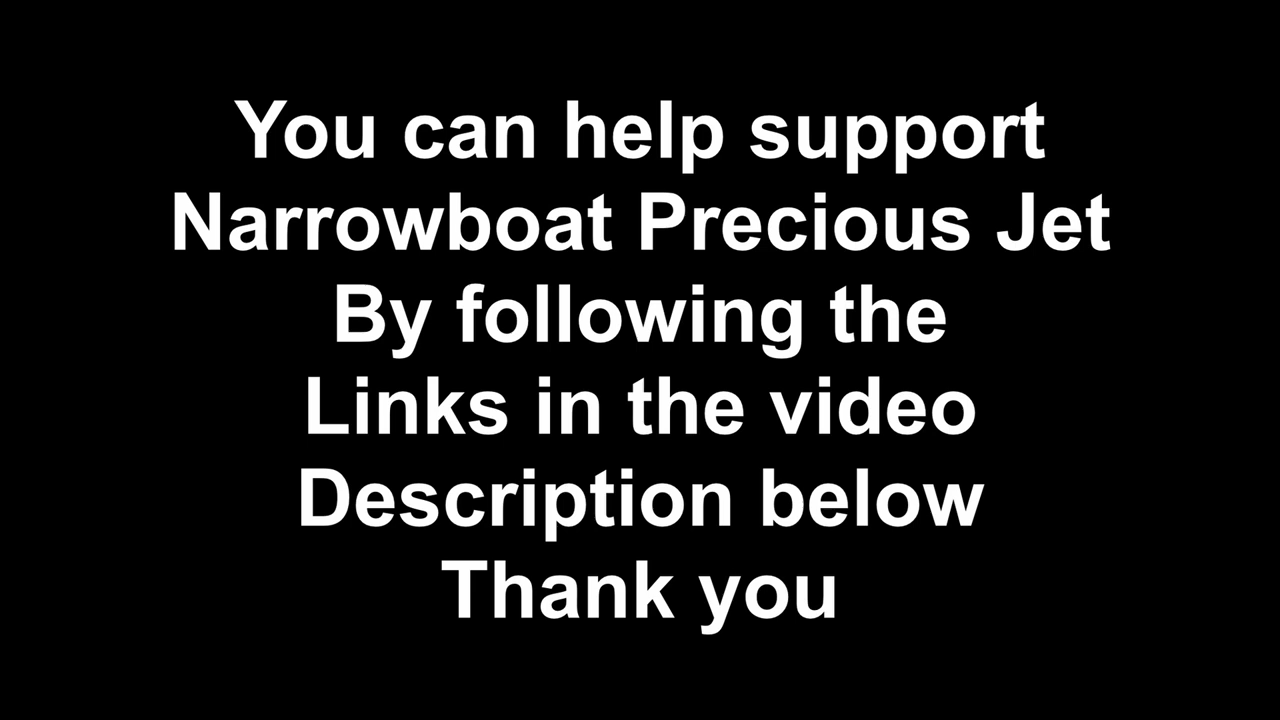 You can help support
Narrowboat Precious Jet
By following the
Links in the video
Description below
Thank you